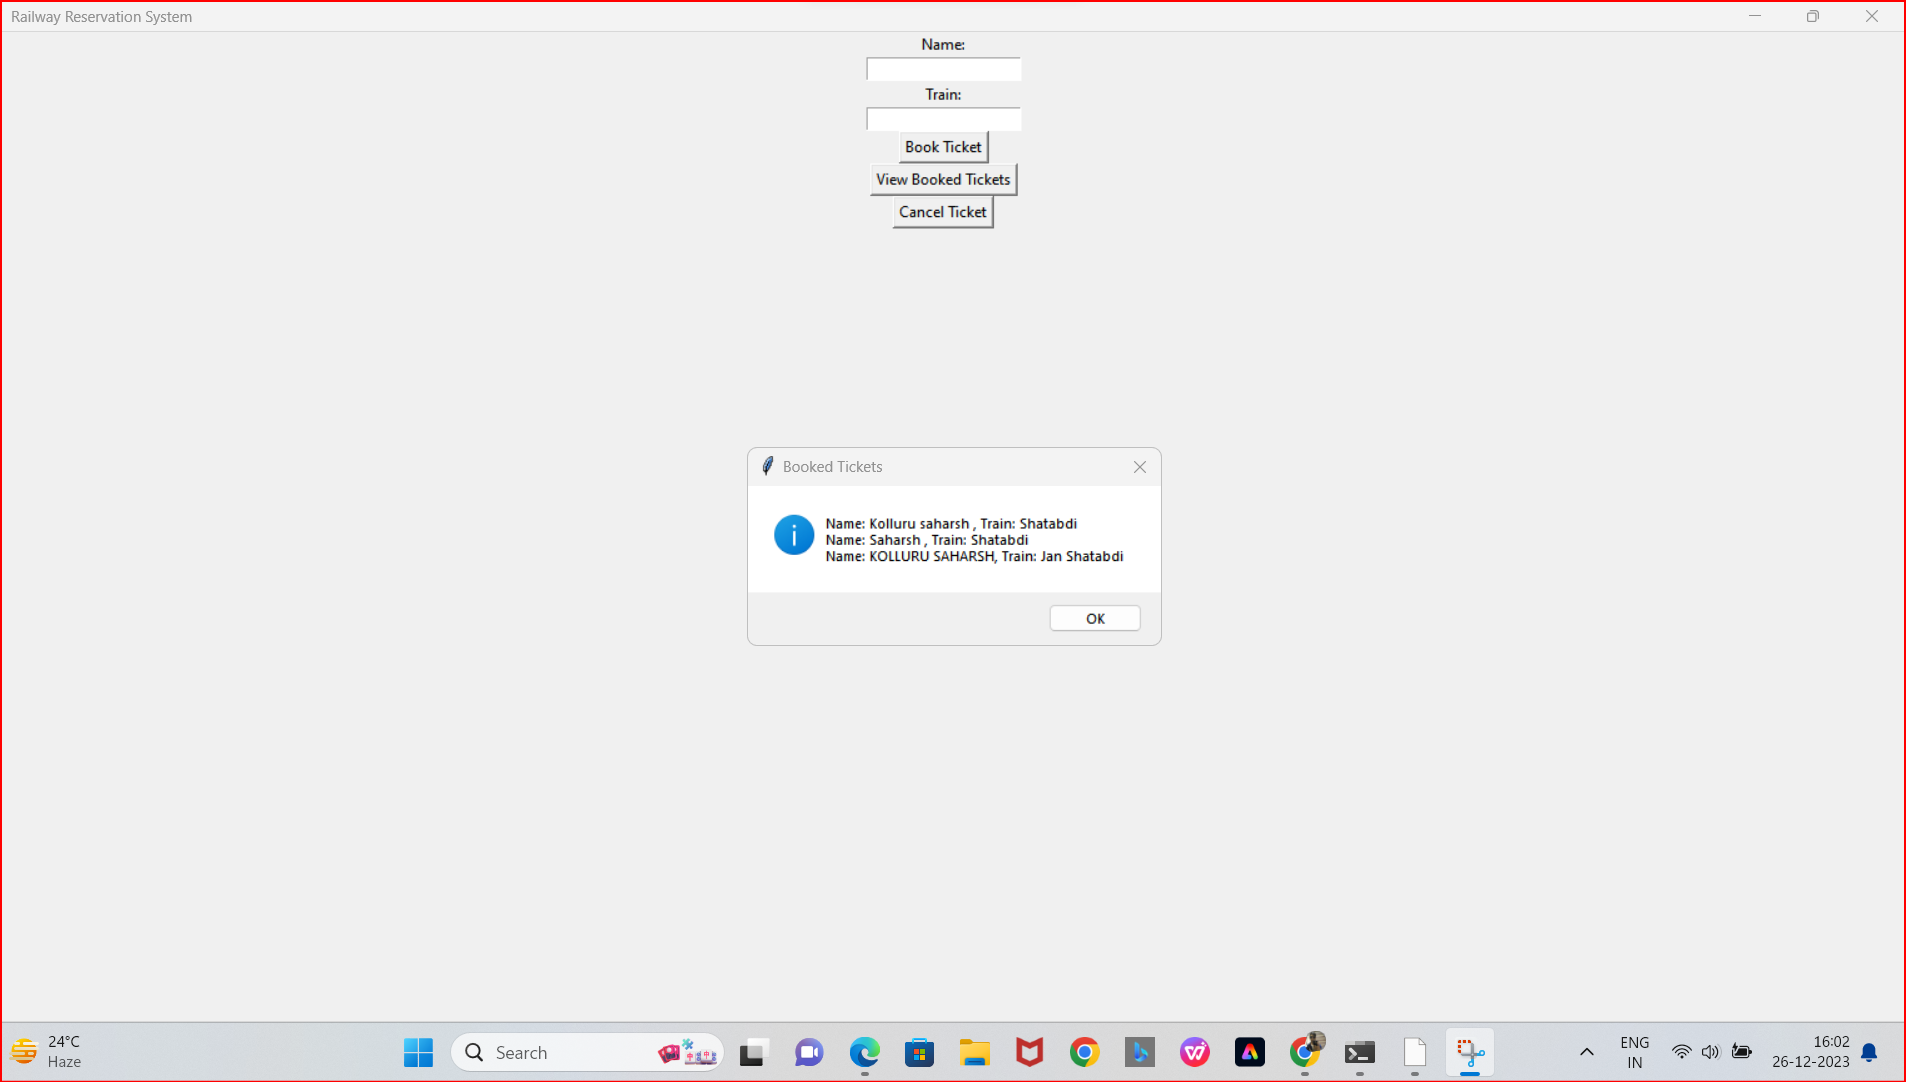 Railway Reservation System
Name:
Train:
Book Ticket
View Booked Tickets
Cancel Ticket
Booked Tickets
Name: Kolluru saharsh , Train: Shatabdi
Name: Saharsh , Train: Shatabdi
Name: KOLLURU SAHARSH, Train: Jan Shatabdi
OK
24°C
Haze
Search
ENG
IN
16:02
26-12-2023